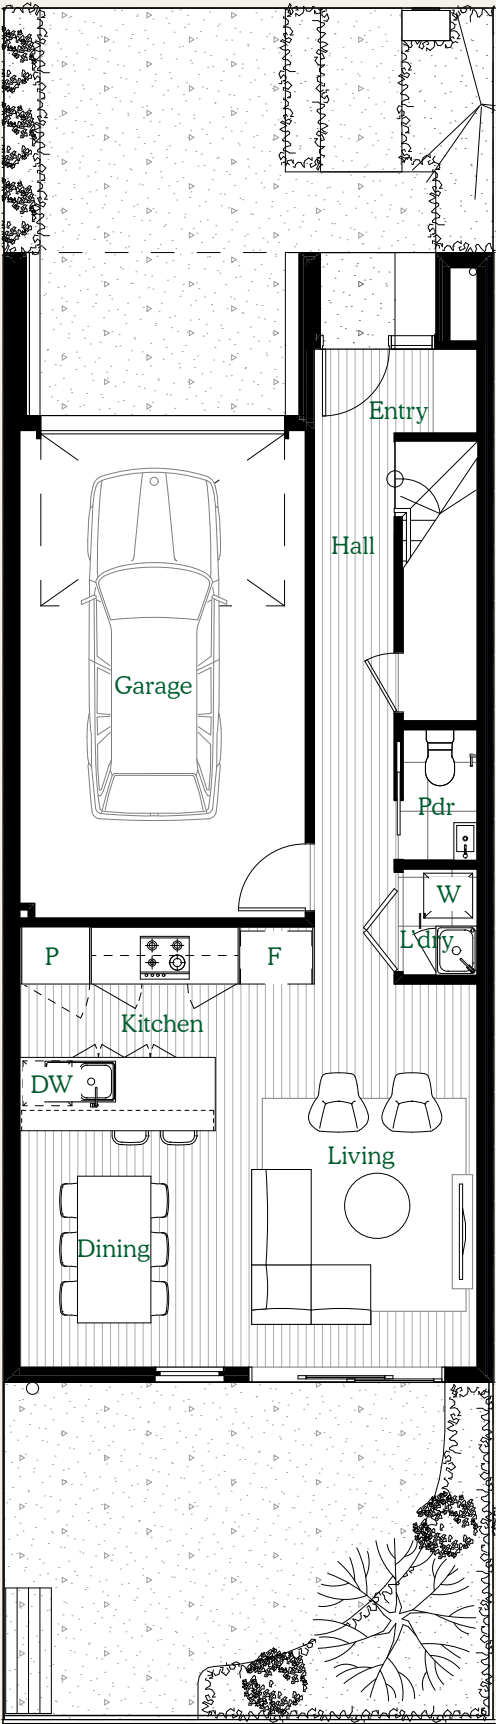 Entry
Hall
Garage
Pdr
W
L'dry
P
F
Kitchen
DW
Living
Dining